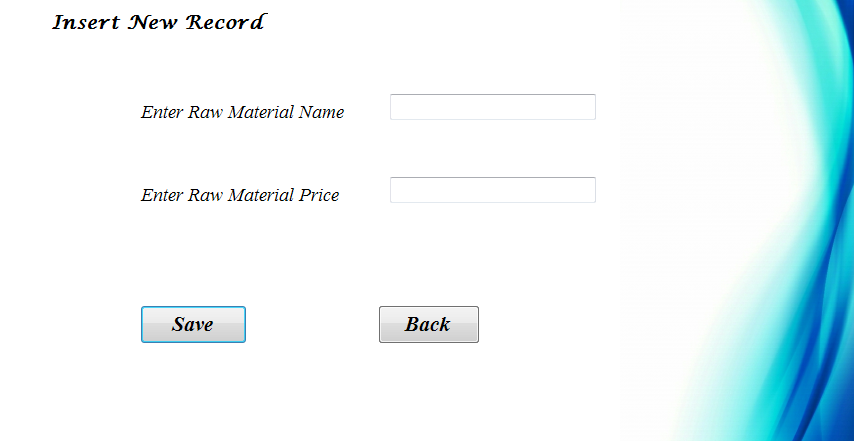 Insert New Record
Enter Raw Material Name
Enter Raw Material Price
Save Back